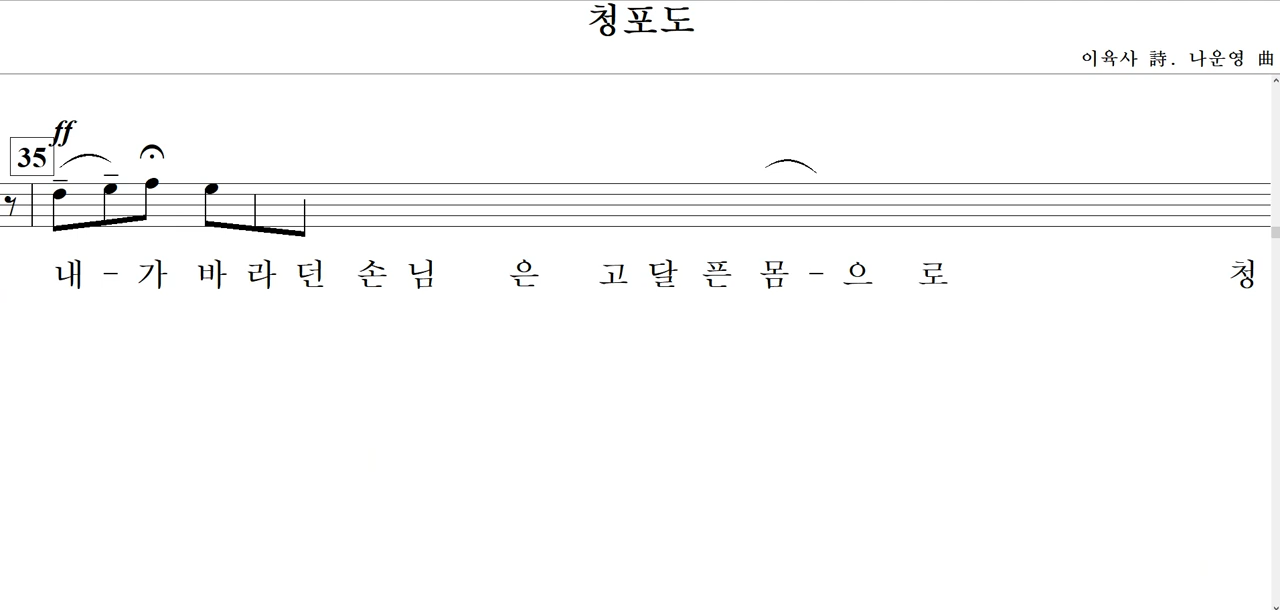 청포도
이육사 詩. 나운영 曲
ff
35
내 - 가 바 라 던 손 님 은 고 달 픈 몸 - 으 로 청